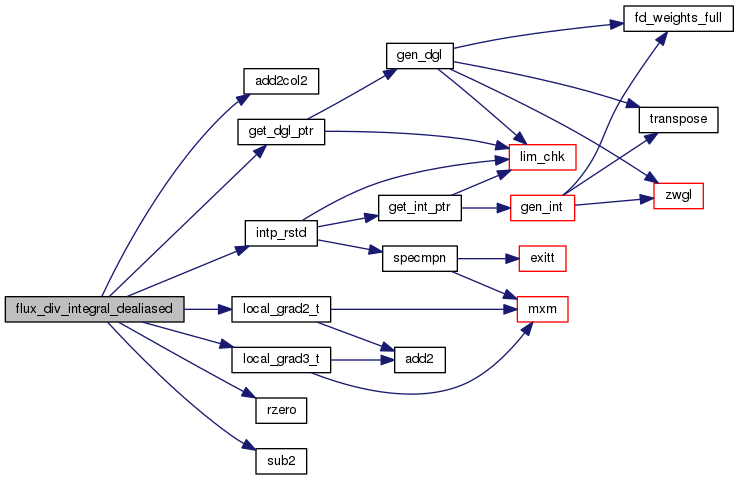 fd_weights_full
gen_dgl
add2col2
transpose
get_dgl_ptr
lim_chk
zwgl
get_int_ptr
gen_int
intp_rstd
specmpn
exitt
flux_div_integral_dealiased
local_grad2_t
mxm
local_grad3_t
add2
rzero
sub2